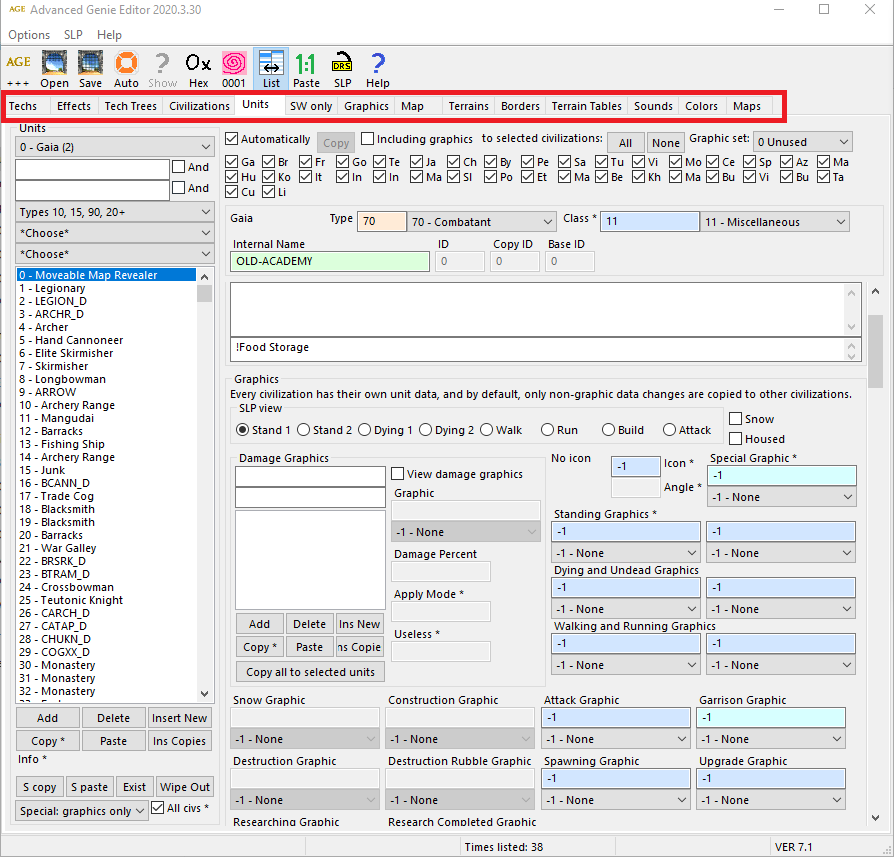 AGE Advanced Genie Editor 2020.3.30
Options SLP Help
AGE Ox ? 1:1 DRS ?
+++ Open Save Auto Show Hex 0001 List Paste SLP Help
Techs Effects Tech Trees Civilizations Units SW only Graphics Map Terrains Borders Terrain Tables Sounds Colors Maps
Units
0 - Gaia (2)
And
And
Types 10, 15, 90, 20+
*Choose*
*Choose*
0 - Moveable Map Revealer
1 - Legionary
2 - LEGION_D
3 - ARCHR_D
4 - Archer
5 - Hand Cannoneer
6 - Elite Skirmisher
7 - Skirmisher
8 - Longbowman
9 - ARROW
10 - Archery Range
11 - Mangudai
12 - Barracks
13 - Fishing Ship
14 - Archery Range
15 - Junk
16 - BCANN_D
17 - Trade Cog
18 - Blacksmith
19 - Blacksmith
20 - Barracks
21 - War Galley
22 - BRSRK_D
23 - BTRAM_D
24 - Crossbowman
25 - Teutonic Knight
26 - CARCH_D
27 - CATAP_D
28 - CHUKN_D
29 - COGXX_D
30 - Monastery
31 - Monastery
32 - Monastery
Add Delete Insert New
Copy * Paste Ins Copies
Info *
S copy S paste Exist Wipe Out
Special: graphics only All civs *
Automatically Copy Including graphics to selected civilizations: All None Graphic set: 0 Unused
Ga Br Fr Go Te Ja Ch By Pe Sa Tu Vi Mo Ce Sp Az Ma
Hu Ko It In In Ma Sl Po Et Ma Be Kh Ma Bu Vi Bu Ta
Cu Li
Gaia Type 70 70 - Combatant Class * 11 11 - Miscellaneous
Internal Name ID Copy ID Base ID
OLD-ACADEMY 0 0 0
!Food Storage
Graphics
Every civilization has their own unit data, and by default, only non-graphic data changes are copied to other civilizations.
SLP view
Stand 1 Stand 2 Dying 1 Dying 2 Walk Run Build Attack
Snow
Housed
Damage Graphics
View damage graphics
Graphic
-1 - None
Damage Percent
Apply Mode *
Useless *
Add Delete Ins New
Copy * Paste ns Copie
Copy all to selected units
No icon -1 Icon *
Angle *
Special Graphic *
-1
-1 - None
Standing Graphics *
-1 -1
-1 - None -1 - None
Dying and Undead Graphics
-1 -1
-1 - None -1 - None
Walking and Running Graphics
-1 -1
-1 - None -1 - None
Snow Graphic Construction Graphic Attack Graphic Garrison Graphic
-1 -1
-1 - None -1 - None -1 - None -1 - None
Destruction Graphic Destruction Rubble Graphic Spawning Graphic Upgrade Graphic
-1 -1
-1 - None -1 - None -1 - None -1 - None
Researching Graphic Research Completed Graphic
Times listed: 38 VER 7.1